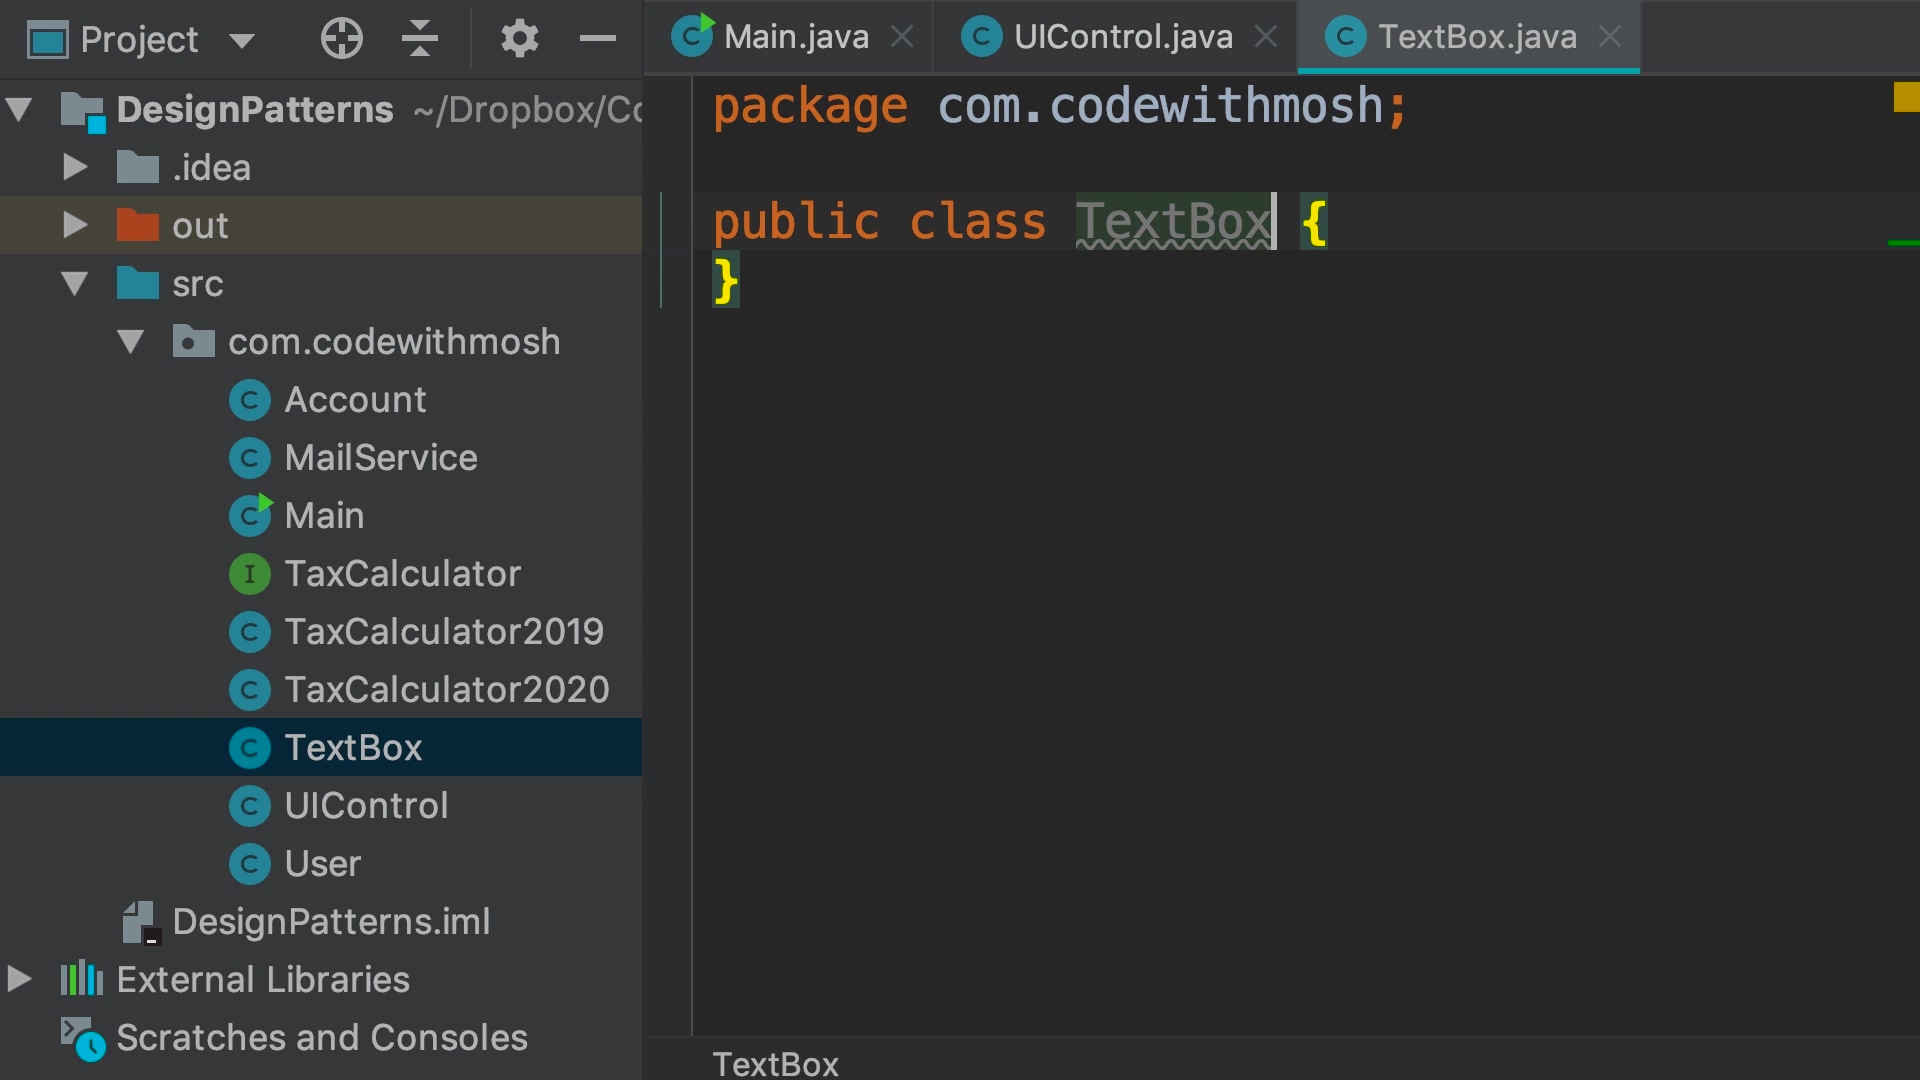 Project
Main.java
UIControl.java
TextBox.java
DesignPatterns ~/Dropbox/Co
.idea
out
src
com.codewithmosh
Account
MailService
Main
TaxCalculator
TaxCalculator2019
TaxCalculator2020
TextBox
UIControl
User
DesignPatterns.iml
External Libraries
Scratches and Consoles
package com.codewithmosh;
public class TextBox {
}
TextBox